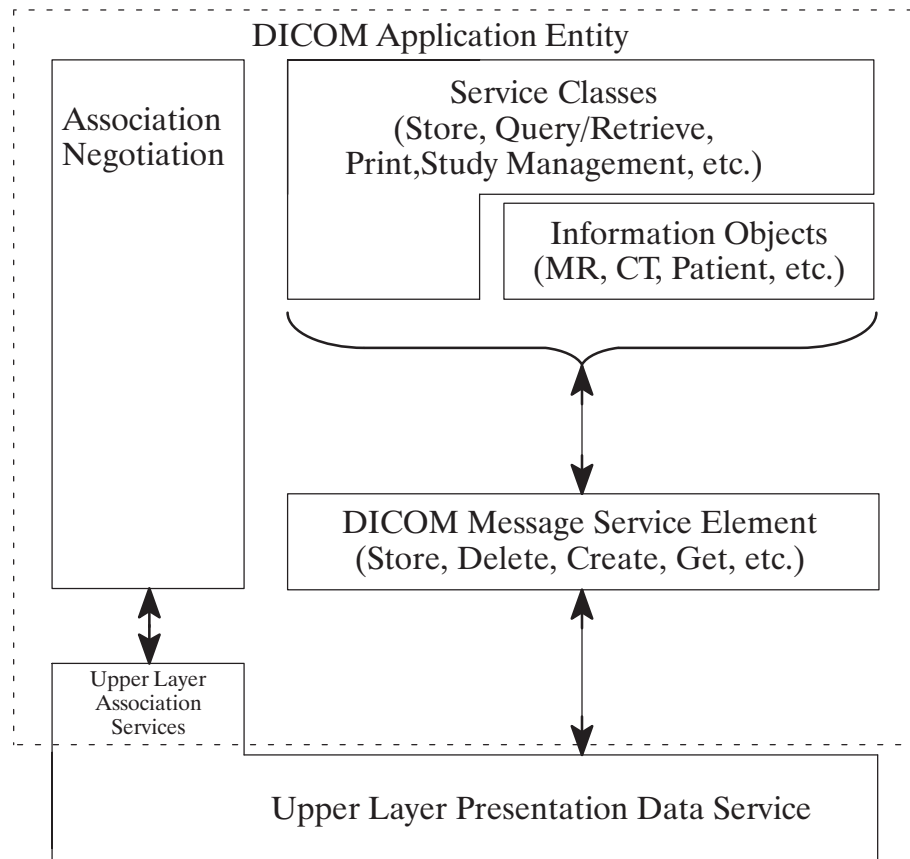 DICOM Application Entity
Association
Negotiation
Service Classes
(Store, Query/Retrieve,
Print,Study Management, etc.)
Information Objects
(MR, CT, Patient, etc.)
DICOM Message Service Element
(Store, Delete, Create, Get, etc.)
Upper Layer
Association
Services
Upper Layer Presentation Data Service